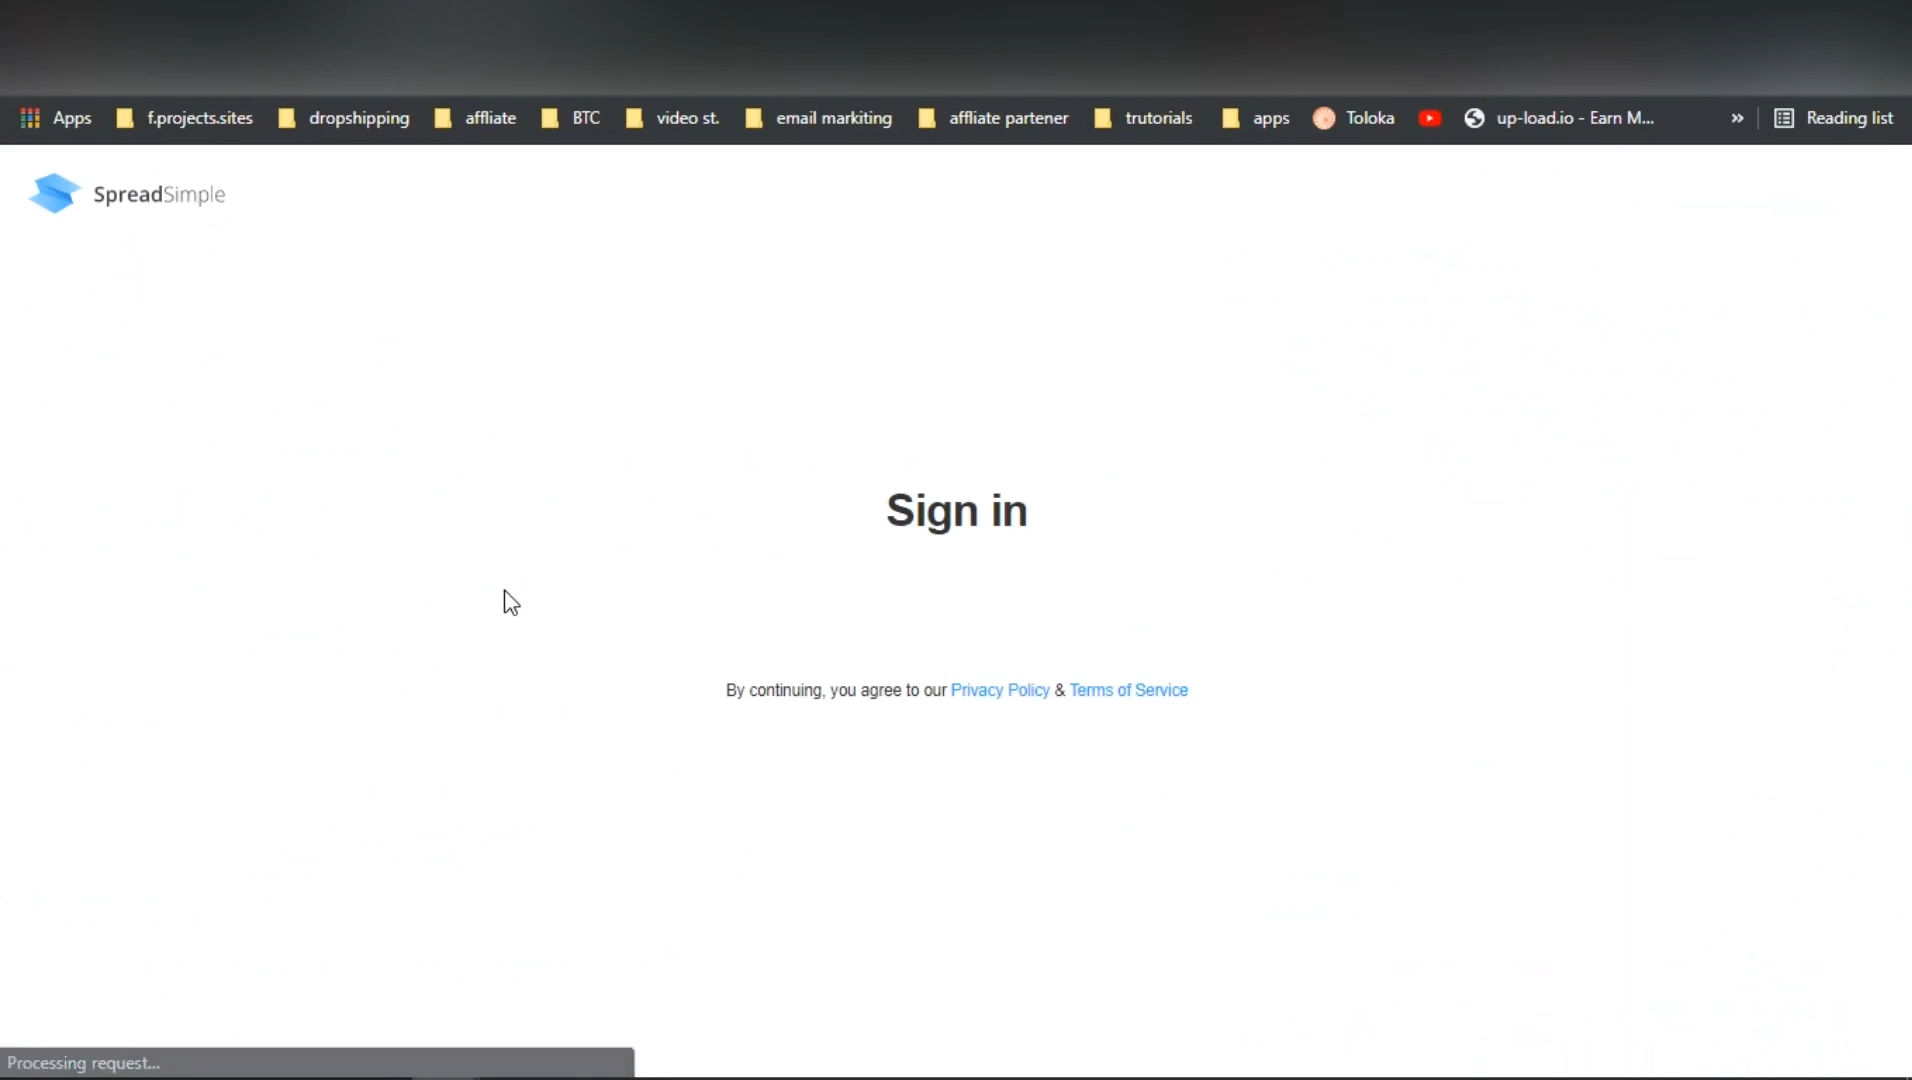 Apps f.projects.sites dropshipping affliate BTC video st. email markiting affliate partener trutorials apps Toloka up-load.io - Earn M... » Reading list
SpreadSimple
Sign in
By continuing, you agree to our Privacy Policy & Terms of Service
Processing request...